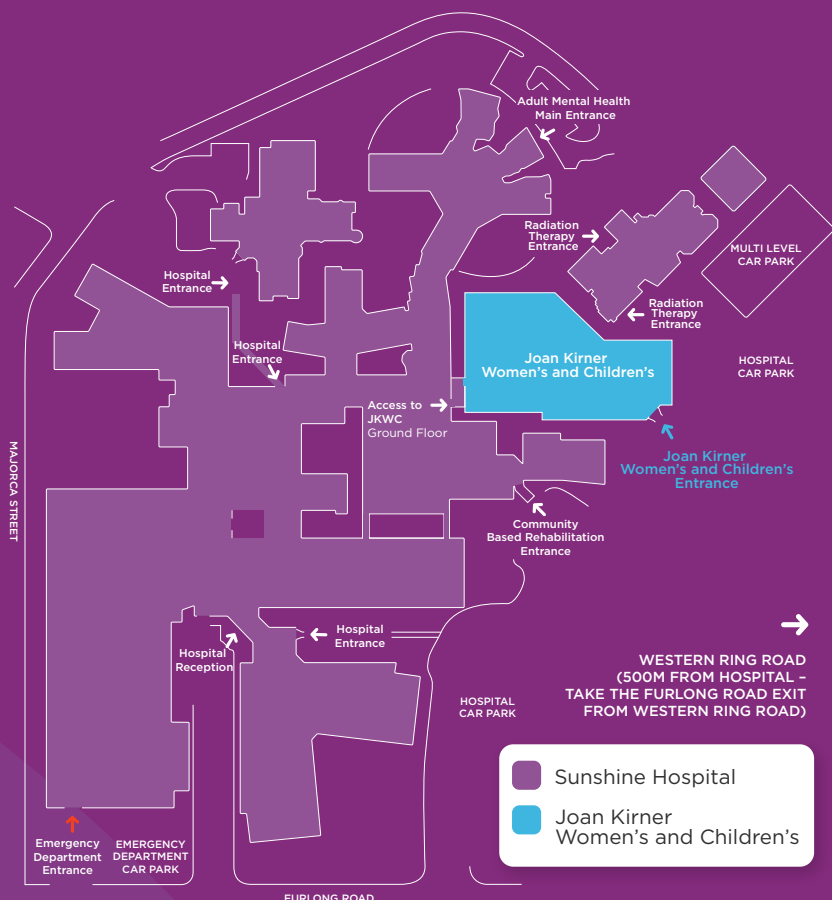 Adult Mental Health
Main Entrance
Radiation
Therapy
Entrance
MULTI LEVEL
CAR PARK
Hospital
Entrance
Radiation
Therapy
Entrance
Hospital
Entrance
Joan Kirner
Women's and Children's
HOSPITAL
CAR PARK
Access to
JKWC
Ground Floor
Joan Kirner
Women's and Children's
Entrance
MAJORCA STREET
Community
Based Rehabilitation
Entrance
Hospital
Entrance
Hospital
Reception
WESTERN RING ROAD
(500M FROM HOSPITAL –
TAKE THE FURLONG ROAD EXIT
FROM WESTERN RING ROAD)
HOSPITAL
CAR PARK
Sunshine Hospital
Joan Kirner
Women's and Children's
Emergency
Department
Entrance
EMERGENCY
DEPARTMENT
CAR PARK
FURLONG ROAD